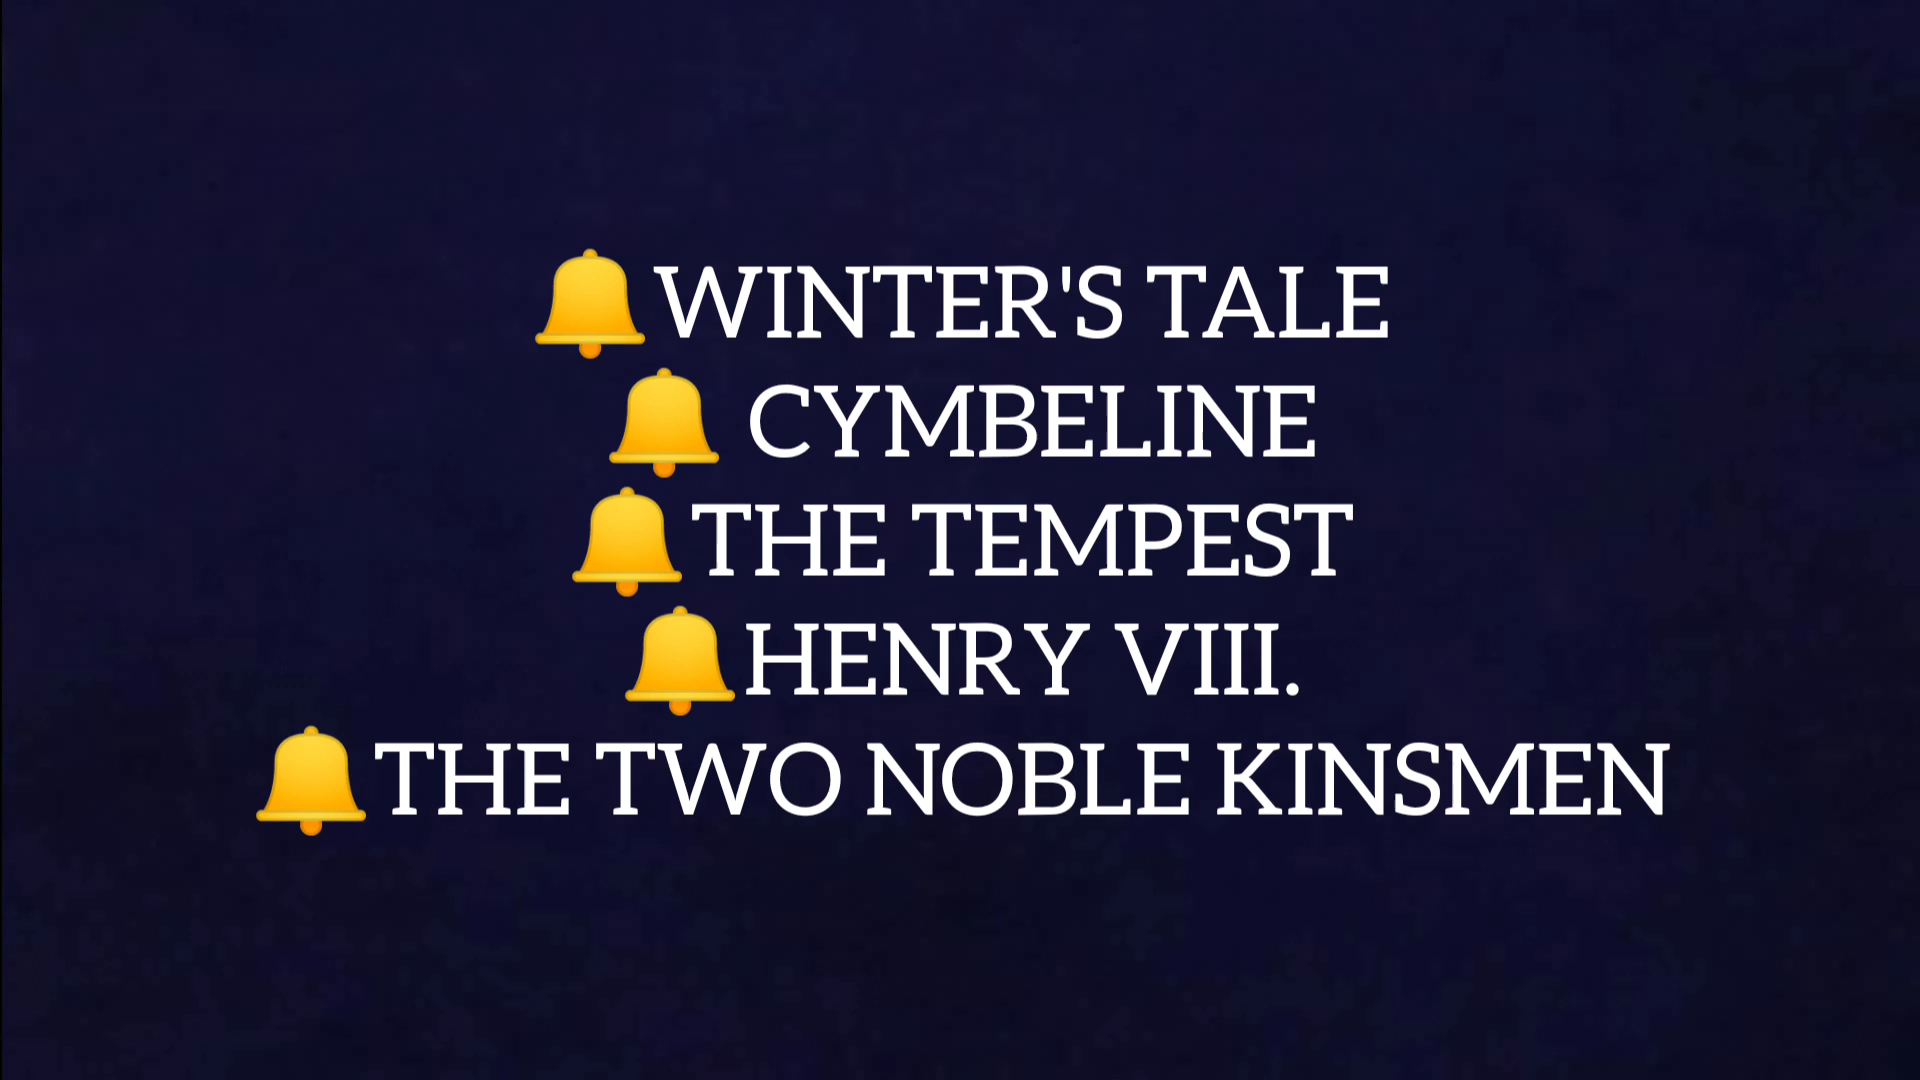 🔔WINTER'S TALE
🔔 CYMBELINE
🔔THE TEMPEST
🔔HENRY VIII.
🔔THE TWO NOBLE KINSMEN